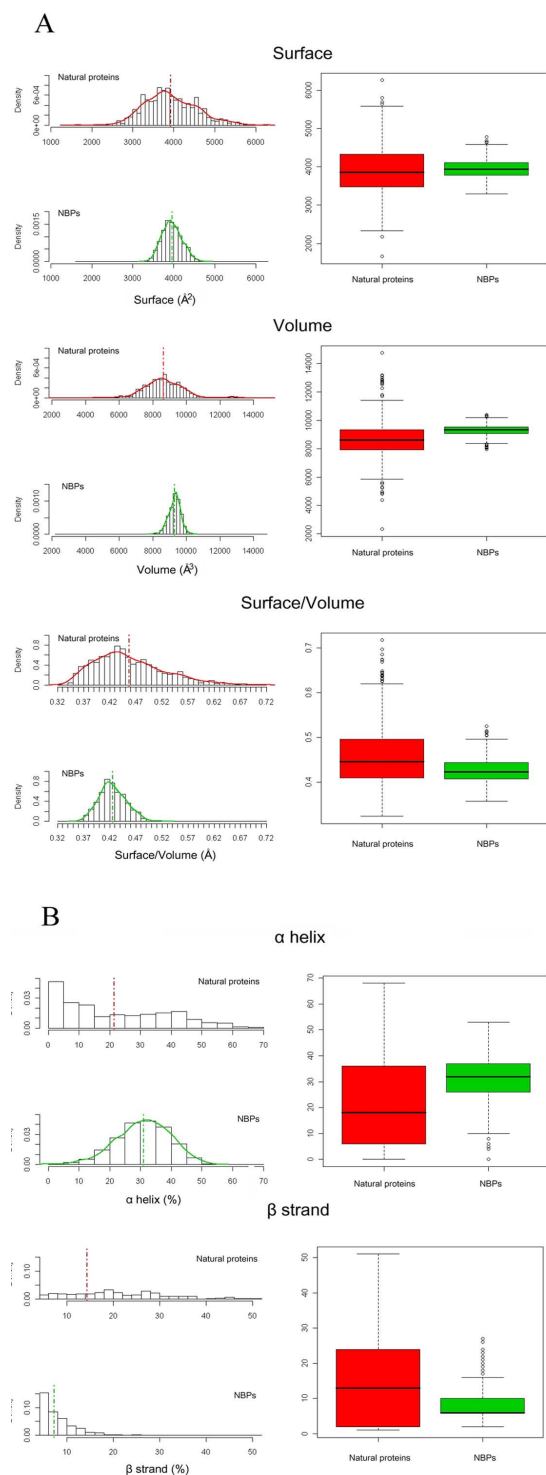 A
Surface
Natural proteins
Density
0e+00 6e-04
1000 2000 3000 4000 5000 6000
NBPs
Density
0.0000 0.0015
1000 2000 3000 4000 5000 6000
Surface (Å2)
2000 3000 4000 5000 6000
Natural proteins NBPs
Volume
Natural proteins
Density
0e+00 6e-04
2000 4000 6000 8000 10000 12000 14000
NBPs
Density
0.0000 0.0010
2000 4000 6000 8000 10000 12000 14000
Volume (Å3)
2000 4000 6000 8000 10000 12000 14000
Natural proteins NBPs
Surface/Volume
Natural proteins
Density
0.0 0.4 0.8
0.32 0.37 0.42 0.47 0.52 0.57 0.62 0.67 0.72
NBPs
Density
0.0 0.4 0.8
0.32 0.37 0.42 0.47 0.52 0.57 0.62 0.67 0.72
Surface/Volume (Å)
0.4 0.5 0.6 0.7
Natural proteins NBPs
B
α helix
Natural proteins
0.00 0.03
0 10 20 30 40 50 60 70
NBPs
0.00 0.03
0 10 20 30 40 50 60 70
α helix (%)
0 10 20 30 40 50 60 70
Natural proteins NBPs
β strand
Natural proteins
0.00 0.10
10 20 30 40 50
NBPs
0.00 0.10
10 20 30 40 50
β strand (%)
0 10 20 30 40 50
Natural proteins NBPs